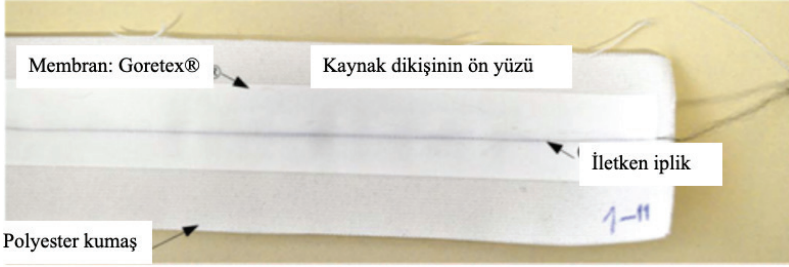 Membran: Goretex®
Kaynak dikişinin ön yüzü
İletken iplik
1-11
Polyester kumaş